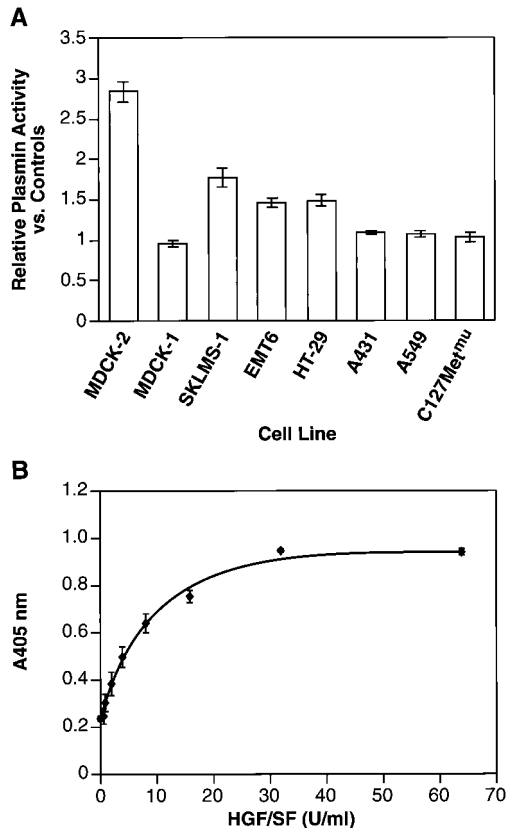 A
Relative Plasmin Activity
vs. Controls
3.5
3
2.5
2
1.5
1
0.5
0
MDCK-2
MDCK-1
SKLMS-1
EMT6
HT-29
A431
A549
C127Metmu
Cell Line
B
A405 nm
1.2
1.0
0.8
0.6
0.4
0.2
0
0 10 20 30 40 50 60 70
HGF/SF (U/ml)